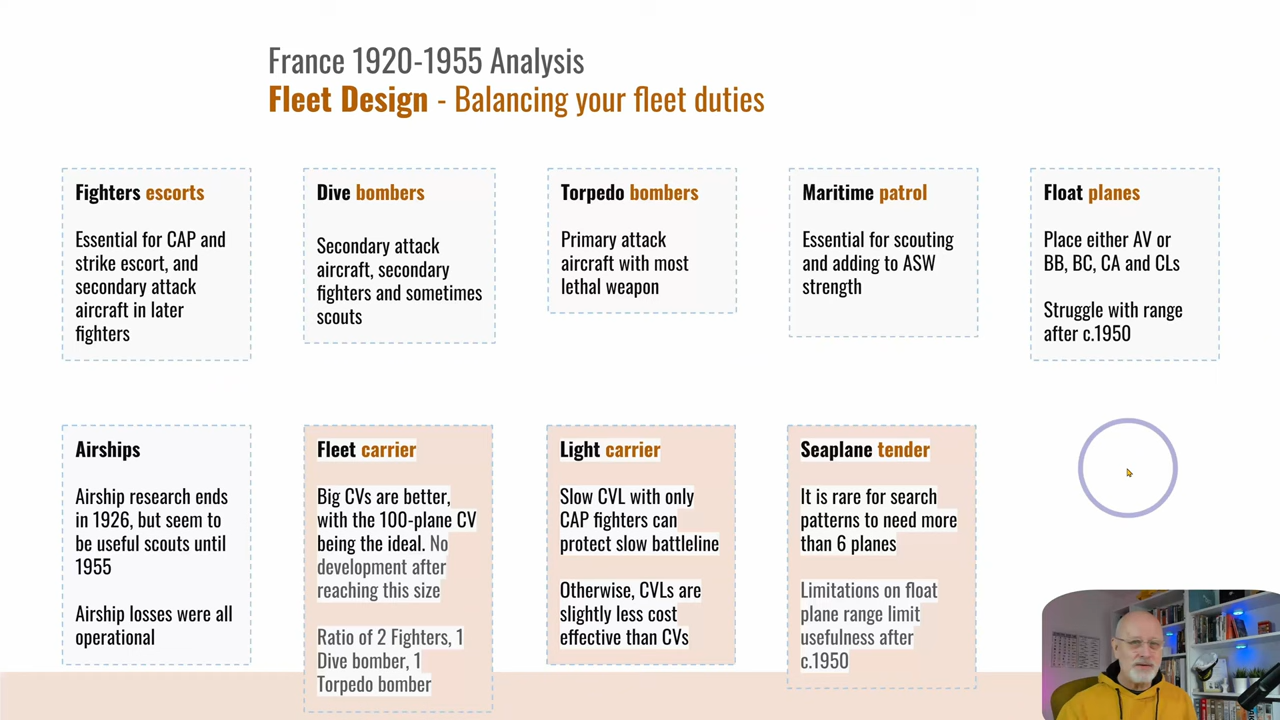 France 1920-1955 Analysis
Fleet Design - Balancing your fleet duties
Fighters escorts
Essential for CAP and
strike escort, and
secondary attack
aircraft in later
fighters
Dive bombers
Secondary attack
aircraft, secondary
fighters and sometimes
scouts
Torpedo bombers
Primary attack
aircraft with most
lethal weapon
Maritime patrol
Essential for scouting
and adding to ASW
strength
Float planes
Place either AV or
BB, BC, CA and CLs
Struggle with range
after c.1950
Airships
Airship research ends
in 1926, but seem to
be useful scouts until
1955
Airship losses were all
operational
Fleet carrier
Big CVs are better,
with the 100-plane CV
being the ideal. No
development after
reaching this size
Ratio of 2 Fighters, 1
Dive bomber, 1
Torpedo bomber
Light carrier
Slow CVL with only
CAP fighters can
protect slow battleline
Otherwise, CVLs are
slightly less cost
effective than CVs
Seaplane tender
It is rare for search
patterns to need more
than 6 planes
Limitations on float
plane range limit
usefulness after
c.1950